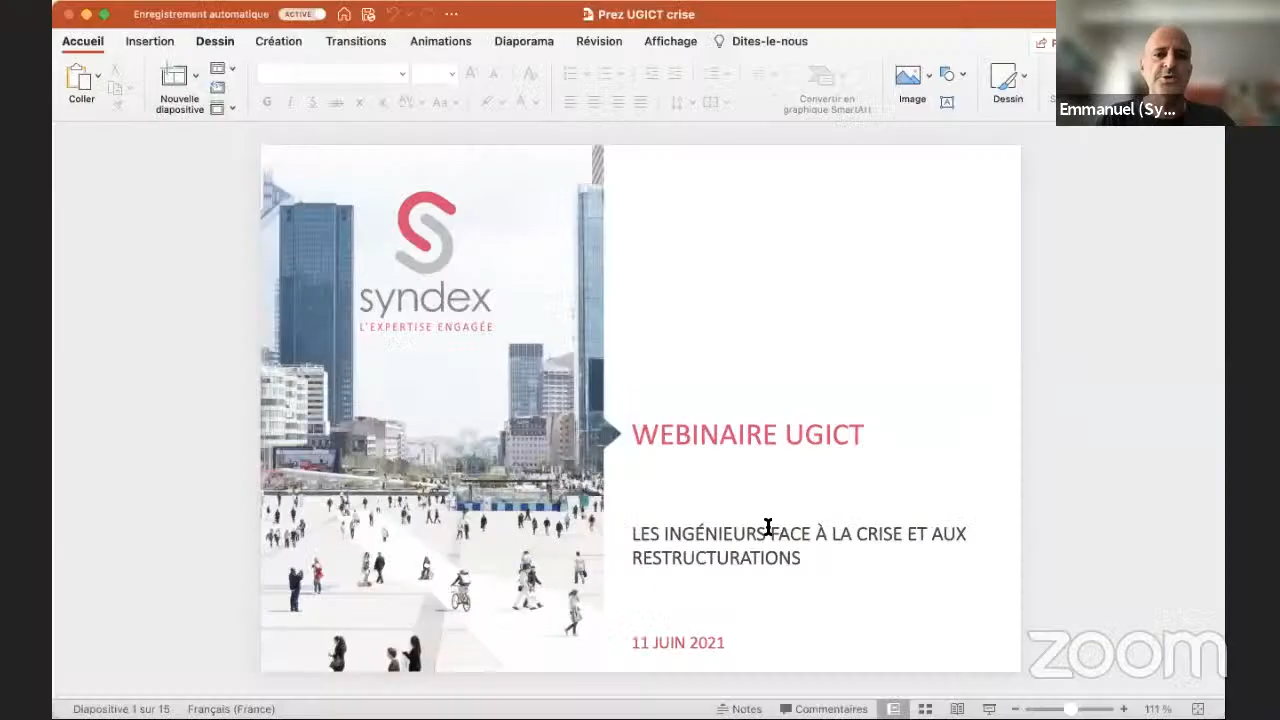 Enregistrement automatique
ACTIVÉ
Prez UGICT crise
Accueil
Insertion
Dessin
Création
Transitions
Animations
Diaporama
Révision
Affichage
Dites-le-nous
Coller
Nouvelle
diapositive
G
I
S
Convertir en
graphique SmartArt
Image
Dessin
Emmanuel (Sy...
syndex
L'EXPERTISE ENGAGÉE
WEBINAIRE UGICT
LES INGÉNIEURS FACE À LA CRISE ET AUX
RESTRUCTURATIONS
11 JUIN 2021
zoom
Diapositive 1 sur 15
Français (France)
Notes
Commentaires
111 %